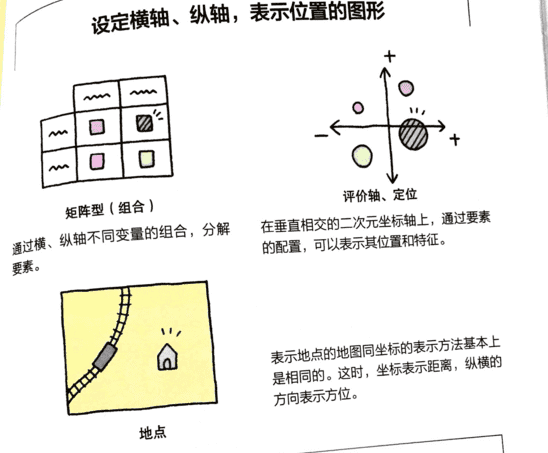 设定横轴、纵轴，表示位置的图形
矩阵型（组合）
通过横、纵轴不同变量的组合，分解
要素。
+
－
+
评价轴、定位
在垂直相交的二次元坐标轴上，通过要素
的配置，可以表示其位置和特征。
地点
表示地点的地图同坐标的表示方法基本上
是相同的。这时，坐标表示距离，纵横的
方向表示方位。